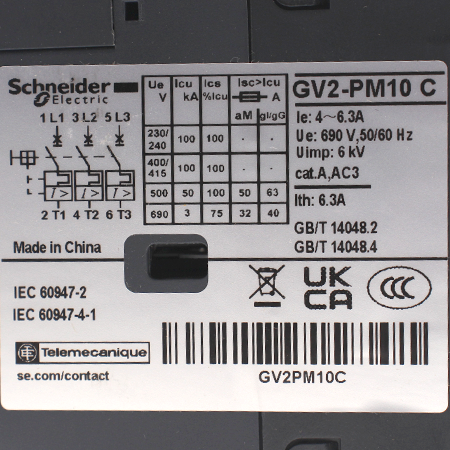 Schneider
Electric
1 L1 3 L2 5 L3
I > I > I >
2 T1 4 T2 6 T3
Ue V Icu kA Ics %Icu Isc>Icu A
aM gI/gG
230/240 100 100 - -
400/415 100 100 - -
500 50 100 50 63
690 3 75 32 40
GV2-PM10 C
Ie: 4~6.3A
Ue: 690 V,50/60 Hz
Uimp: 6 kV
cat.A,AC3
Ith: 6.3A
GB/T 14048.2
GB/T 14048.4
Made in China
IEC 60947-2
IEC 60947-4-1
UK
CA
CCC
Telemecanique
se.com/contact
GV2PM10C